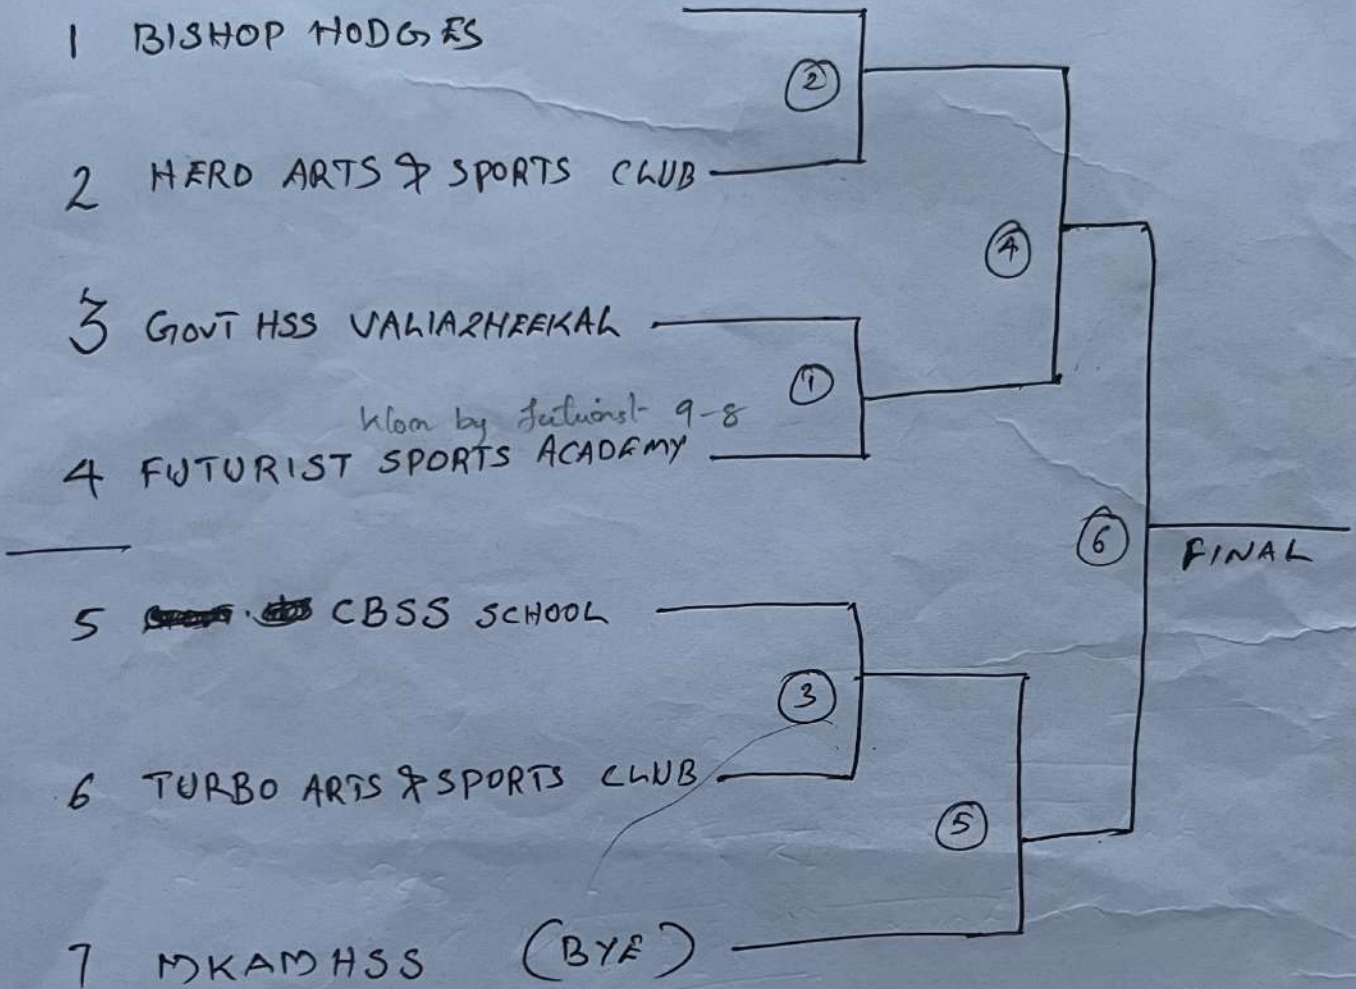 1 BISHOP HODGES
②
2 HERO ARTS & SPORTS CLUB
④
3 GOVT HSS VALIAZHEEKAL
①
Won by Futurist 9-8
4 FUTURIST SPORTS ACADEMY
⑥ FINAL
5 CBSS SCHOOL
③
6 TURBO ARTS & SPORTS CLUB
⑤
7 MKAMHSS (BYE)